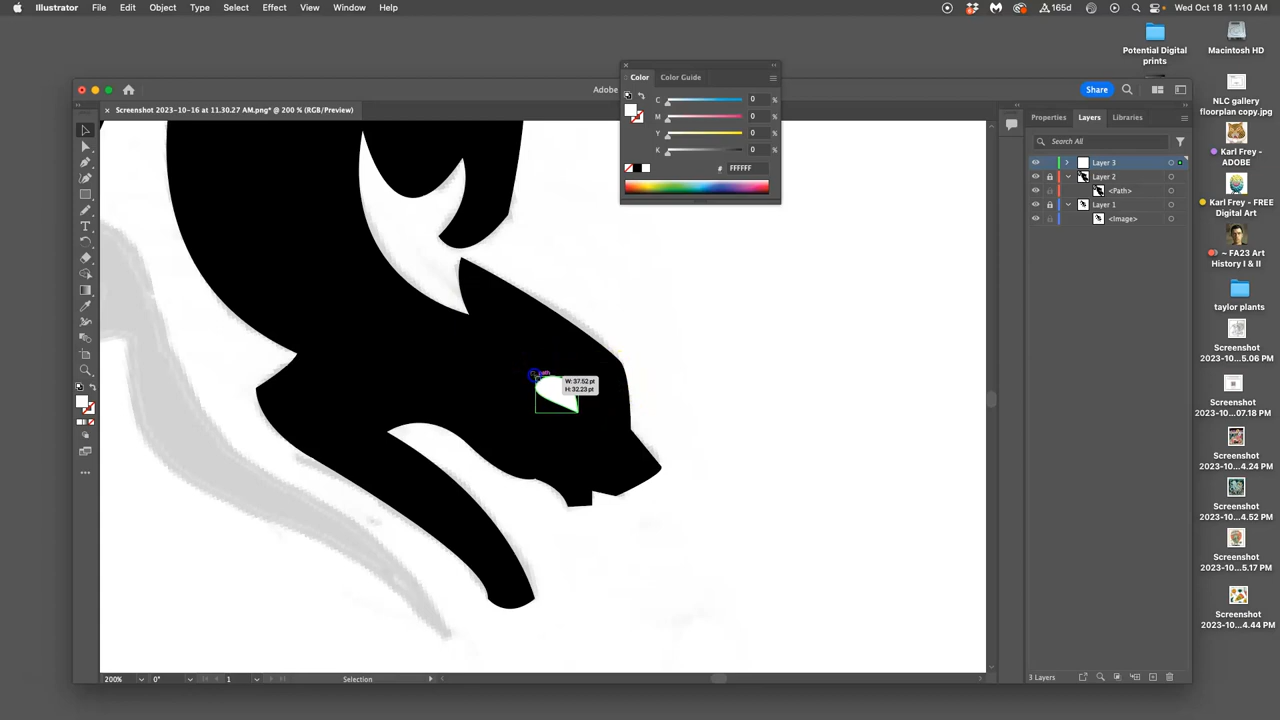 Illustrator File Edit Object Type Select Effect View Window Help
165d Wed Oct 18 11:10 AM
Potential Digital prints
Macintosh HD
NLC gallery floorplan copy.jpg
Karl Frey - ADOBE
Karl Frey - FREE Digital Art
~ FA23 Art History I & II
taylor plants
Screenshot 2023-10...5.06 PM
Screenshot 2023-10...07.18 PM
Screenshot 2023-10...4.24 PM
Screenshot 2023-10...4.52 PM
Screenshot 2023-10...5.17 PM
Screenshot 2023-10...4.44 PM
Adobe
Share
× Screenshot 2023-10-16 at 11.30.27 AM.png* @ 200 % (RGB/Preview)
Color Color Guide
C 0 %
M 0 %
Y 0 %
K 0 %
# FFFFFF
Properties Layers Libraries
Search All
Layer 3
Layer 2
<Path>
Layer 1
<Image>
path
W: 37.52 pt
H: 32.23 pt
200% 0° 1 Selection
3 Layers